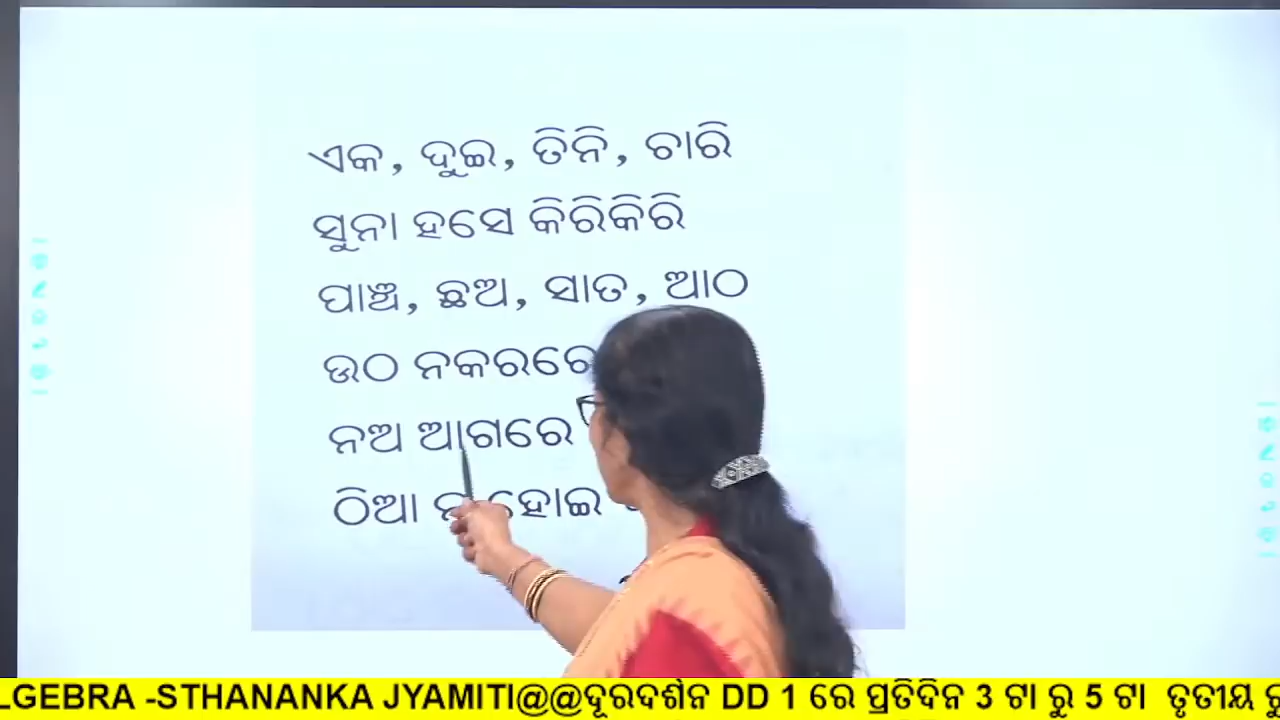 ଏକ, ଦୁଇ, ତିନି, ଚାରି
ସୁନା ହସେ କିରିକିରି
ପାଞ୍ଚ, ଛଅ, ସାତ, ଆଠ
ଉଠ ନକରରେ
ନଅ ଆଗରେ
ଠିଆ ହୋଇ
LGEBRA -STHANANKA JYAMITI@@ଦୂରଦର୍ଶନ DD 1 ରେ ପ୍ରତିଦିନ 3 ଟା ରୁ 5 ଟା ତୃତୀୟ